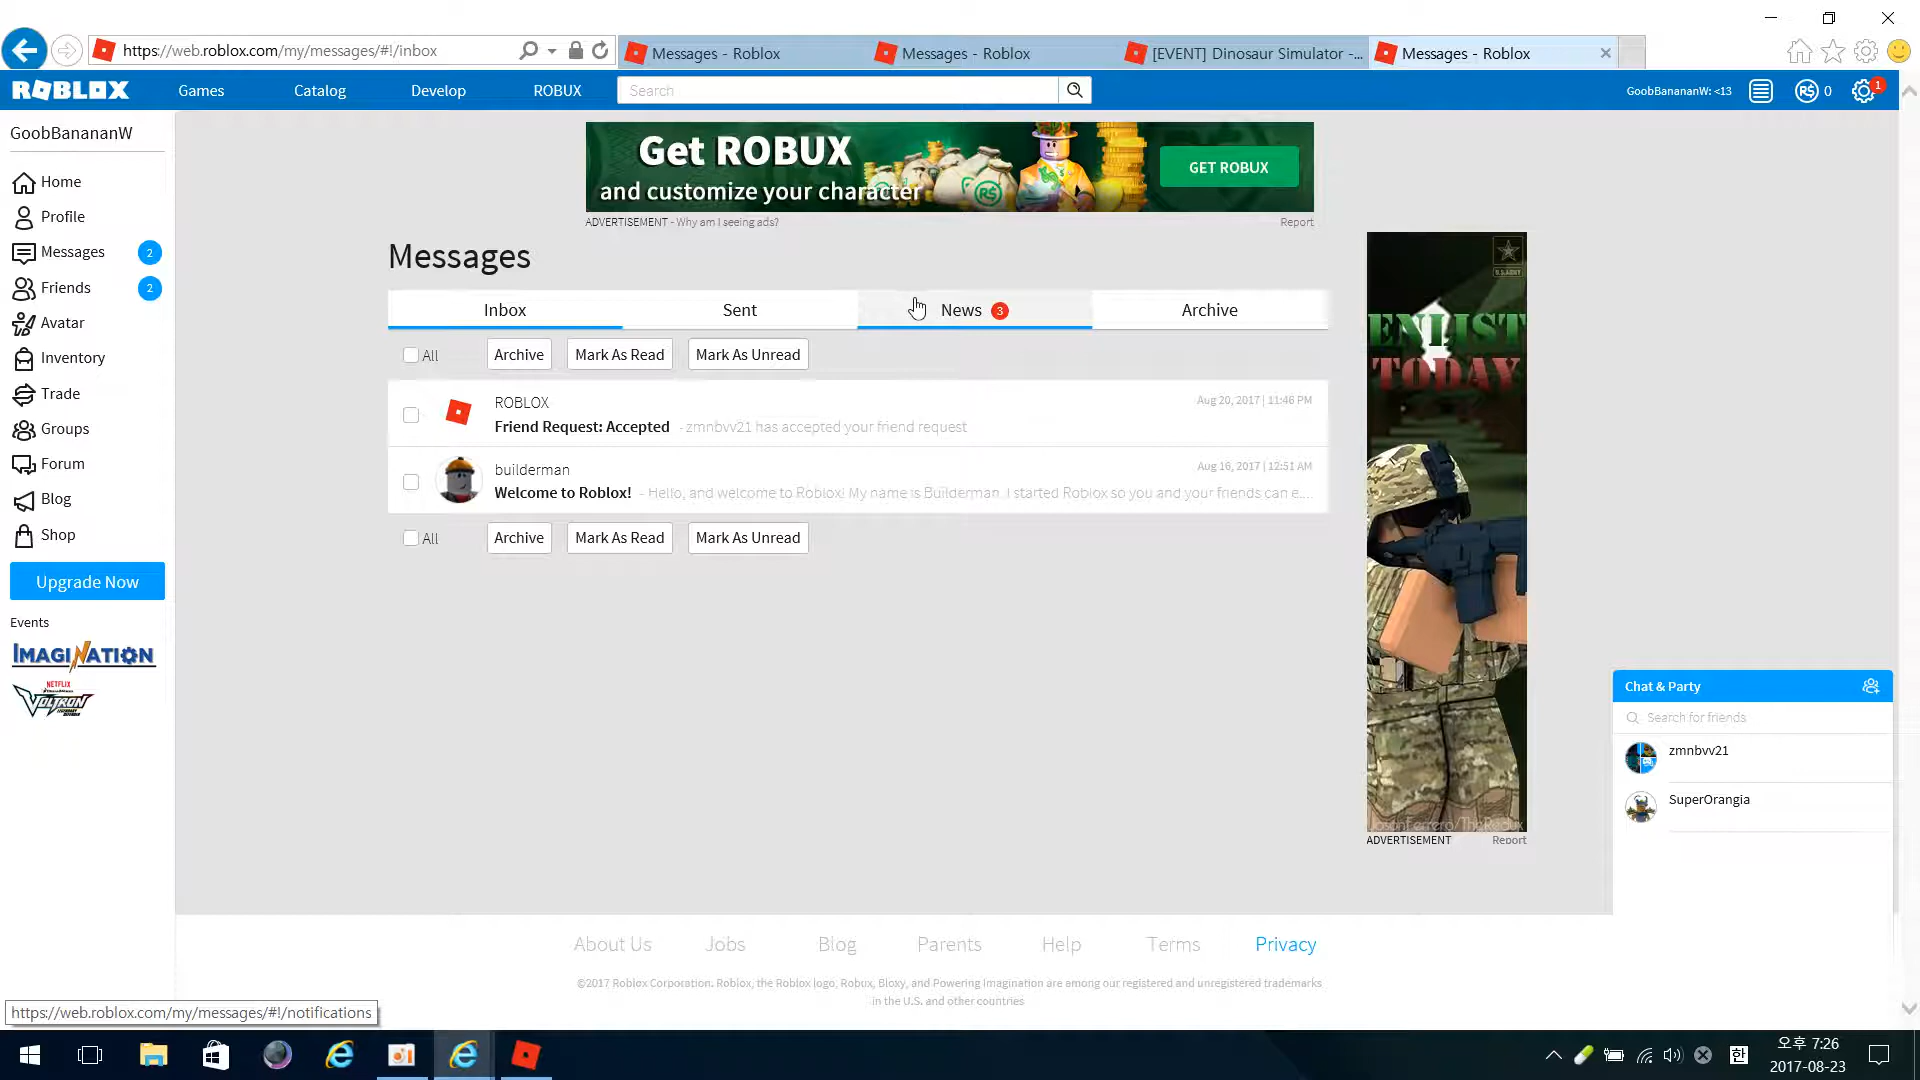 https://web.roblox.com/my/messages/#!/inbox
Messages - Roblox
Messages - Roblox
[EVENT] Dinosaur Simulator -...
Messages - Roblox
ROBLOX
Games
Catalog
Develop
ROBUX
Search
GoobBanananW: <13
R$ 0
1
GoobBanananW
Home
Profile
Messages 2
Friends 2
Avatar
Inventory
Trade
Groups
Forum
Blog
Shop
Upgrade Now
Events
IMAGINATION
NETFLIX
VOLTRON
Get ROBUX
and customize your character
R$
GET ROBUX
ADVERTISEMENT - Why am I seeing ads?
Report
Messages
Inbox
Sent
News 3
Archive
All
Archive
Mark As Read
Mark As Unread
ROBLOX
Aug 20, 2017 | 11:46 PM
Friend Request: Accepted - zmnbvv21 has accepted your friend request
builderman
Aug 16, 2017 | 12:51 AM
Welcome to Roblox! - Hello, and welcome to Roblox! My name is Builderman. I started Roblox so you and your friends can e....
All
Archive
Mark As Read
Mark As Unread
U.S.ARMY
ENLIST
TODAY
ADVERTISEMENT
Report
Chat & Party
Search for friends
zmnbvv21
SuperOrangia
About Us
Jobs
Blog
Parents
Help
Terms
Privacy
©2017 Roblox Corporation. Roblox, the Roblox logo, Robux, Bloxy, and Powering Imagination are among our registered and unregistered trademarks
in the U.S. and other countries
https://web.roblox.com/my/messages/#!/notifications
한
오후 7:26
2017-08-23